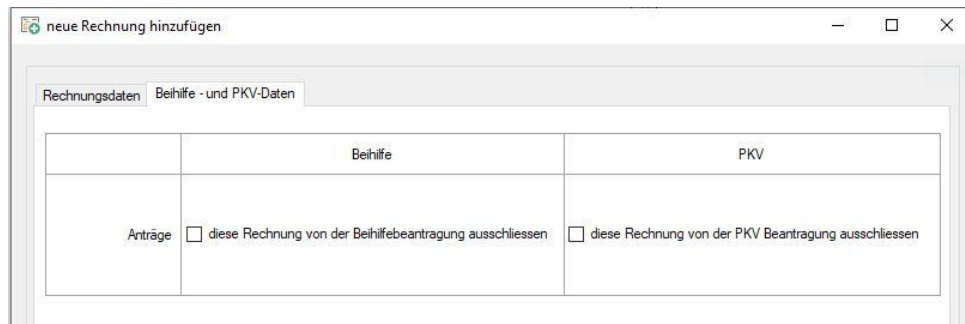 neue Rechnung hinzufügen
Rechnungsdaten Beihilfe - und PKV-Daten
Beihilfe PKV
Anträge diese Rechnung von der Beihilfebeantragung ausschliessen diese Rechnung von der PKV Beantragung ausschliessen